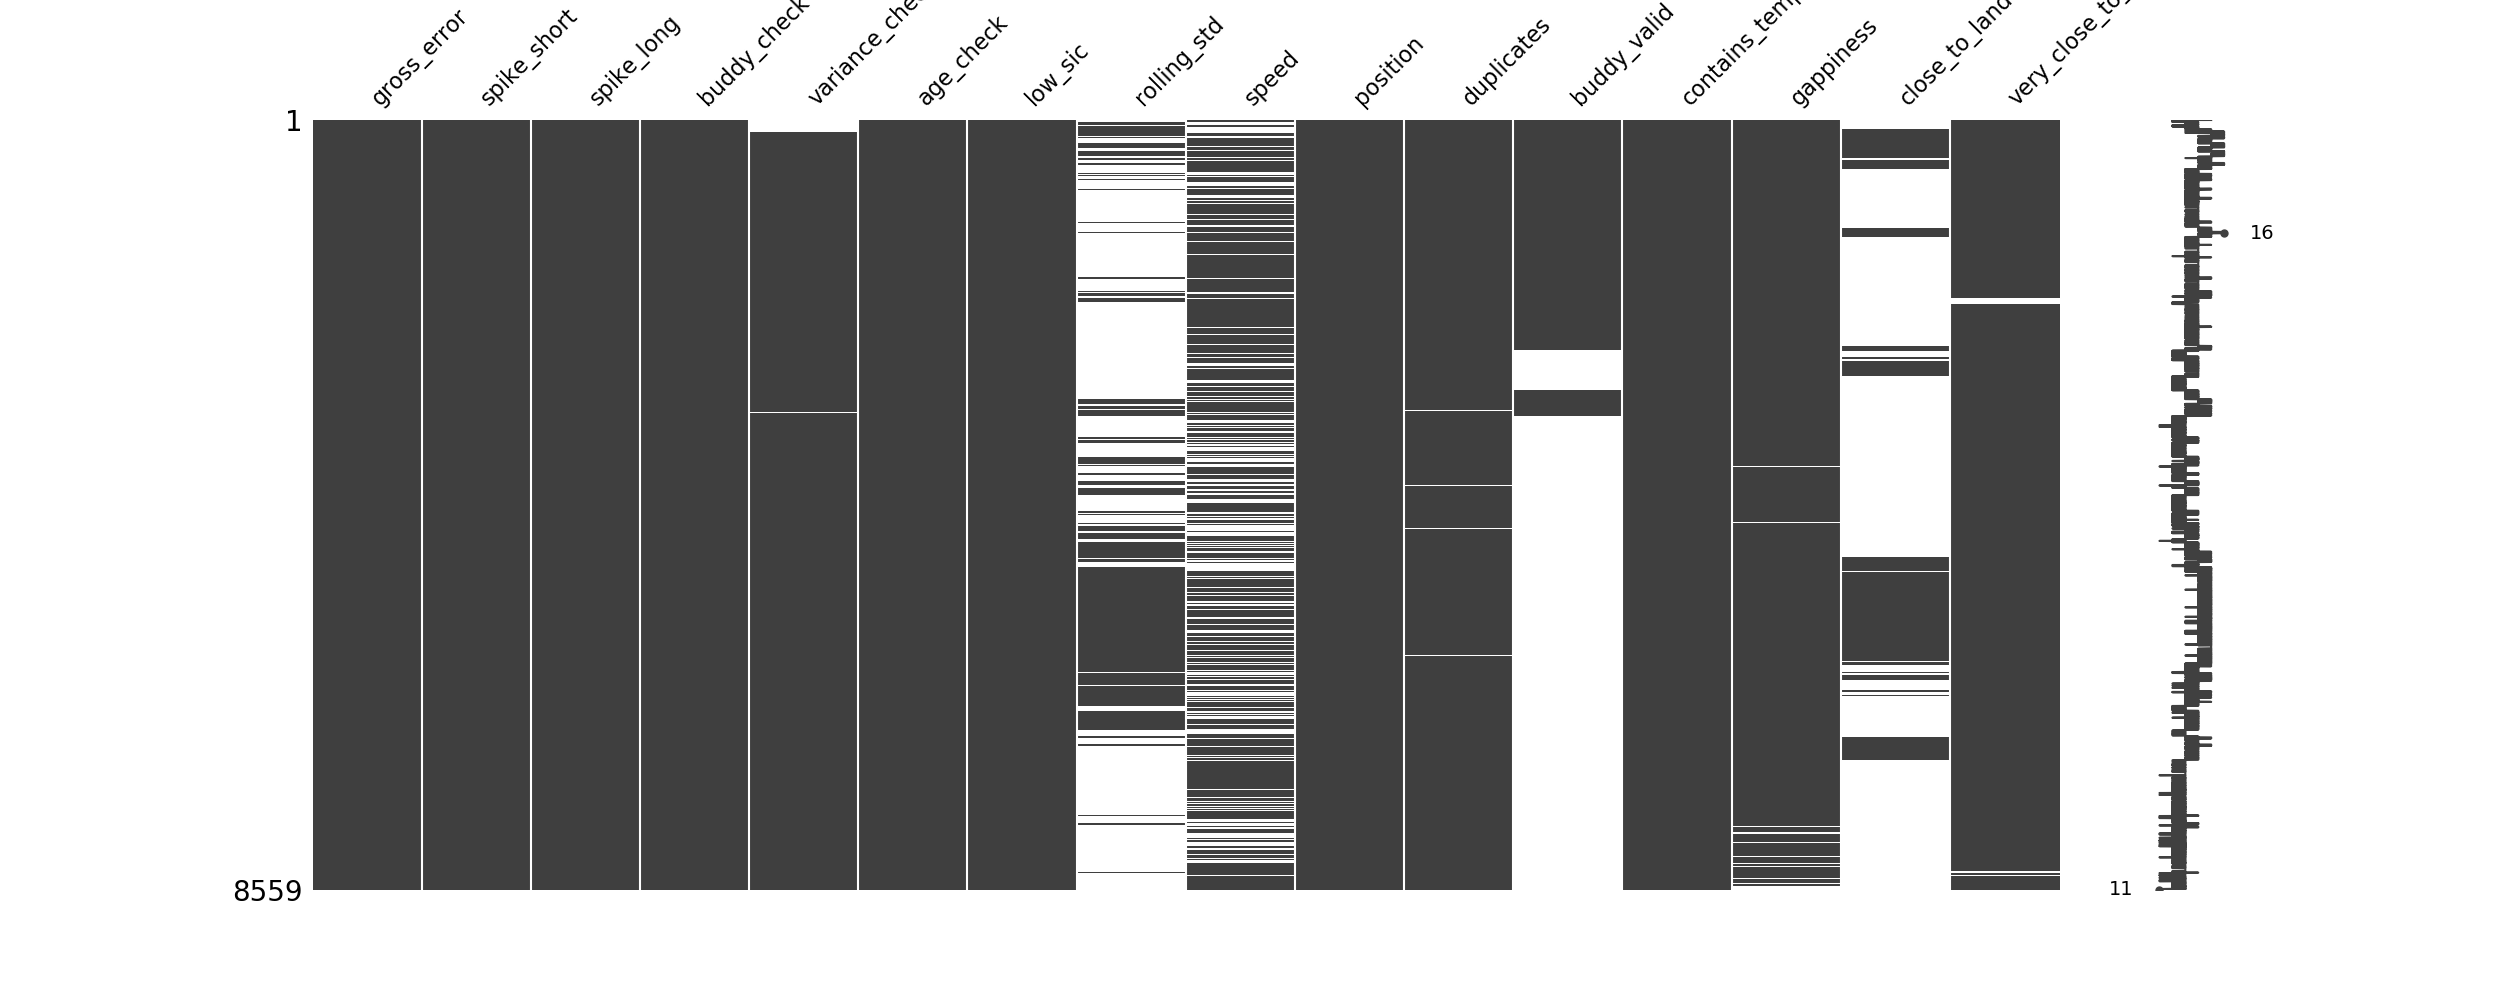 gross_error
spike_short
spike_long
buddy_check
variance_che
age_check
low_sic
rolling_std
speed
position
duplicates
buddy_valid
contains_temp
gappiness
close_to_land
very_close_to_
1
16
8559
11